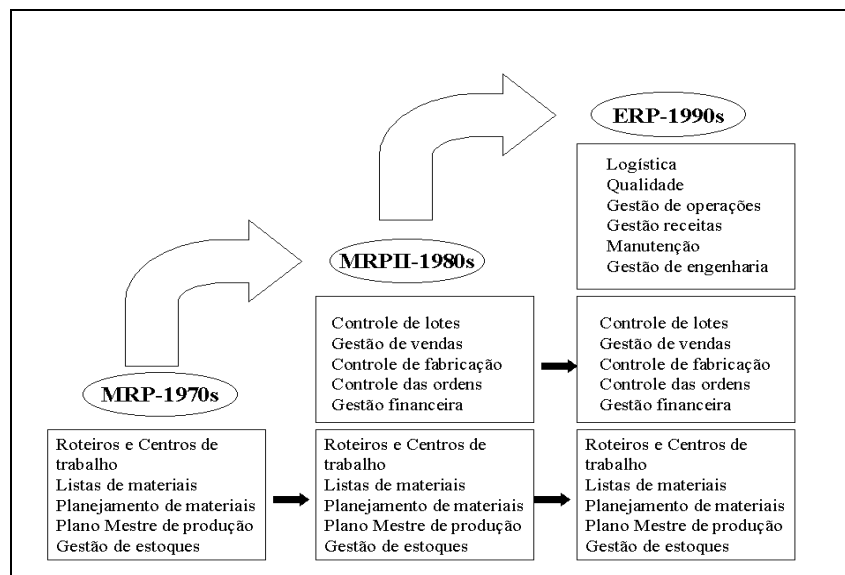 ERP-1990s
Logística
Qualidade
Gestão de operações
Gestão receitas
Manutenção
Gestão de engenharia
MRPII-1980s
Controle de lotes
Gestão de vendas
Controle de fabricação
Controle das ordens
Gestão financeira
Controle de lotes
Gestão de vendas
Controle de fabricação
Controle das ordens
Gestão financeira
MRP-1970s
Roteiros e Centros de
trabalho
Listas de materiais
Planejamento de materiais
Plano Mestre de produção
Gestão de estoques
Roteiros e Centros de
trabalho
Listas de materiais
Planejamento de materiais
Plano Mestre de produção
Gestão de estoques
Roteiros e Centros de
trabalho
Listas de materiais
Planejamento de materiais
Plano Mestre de produção
Gestão de estoques